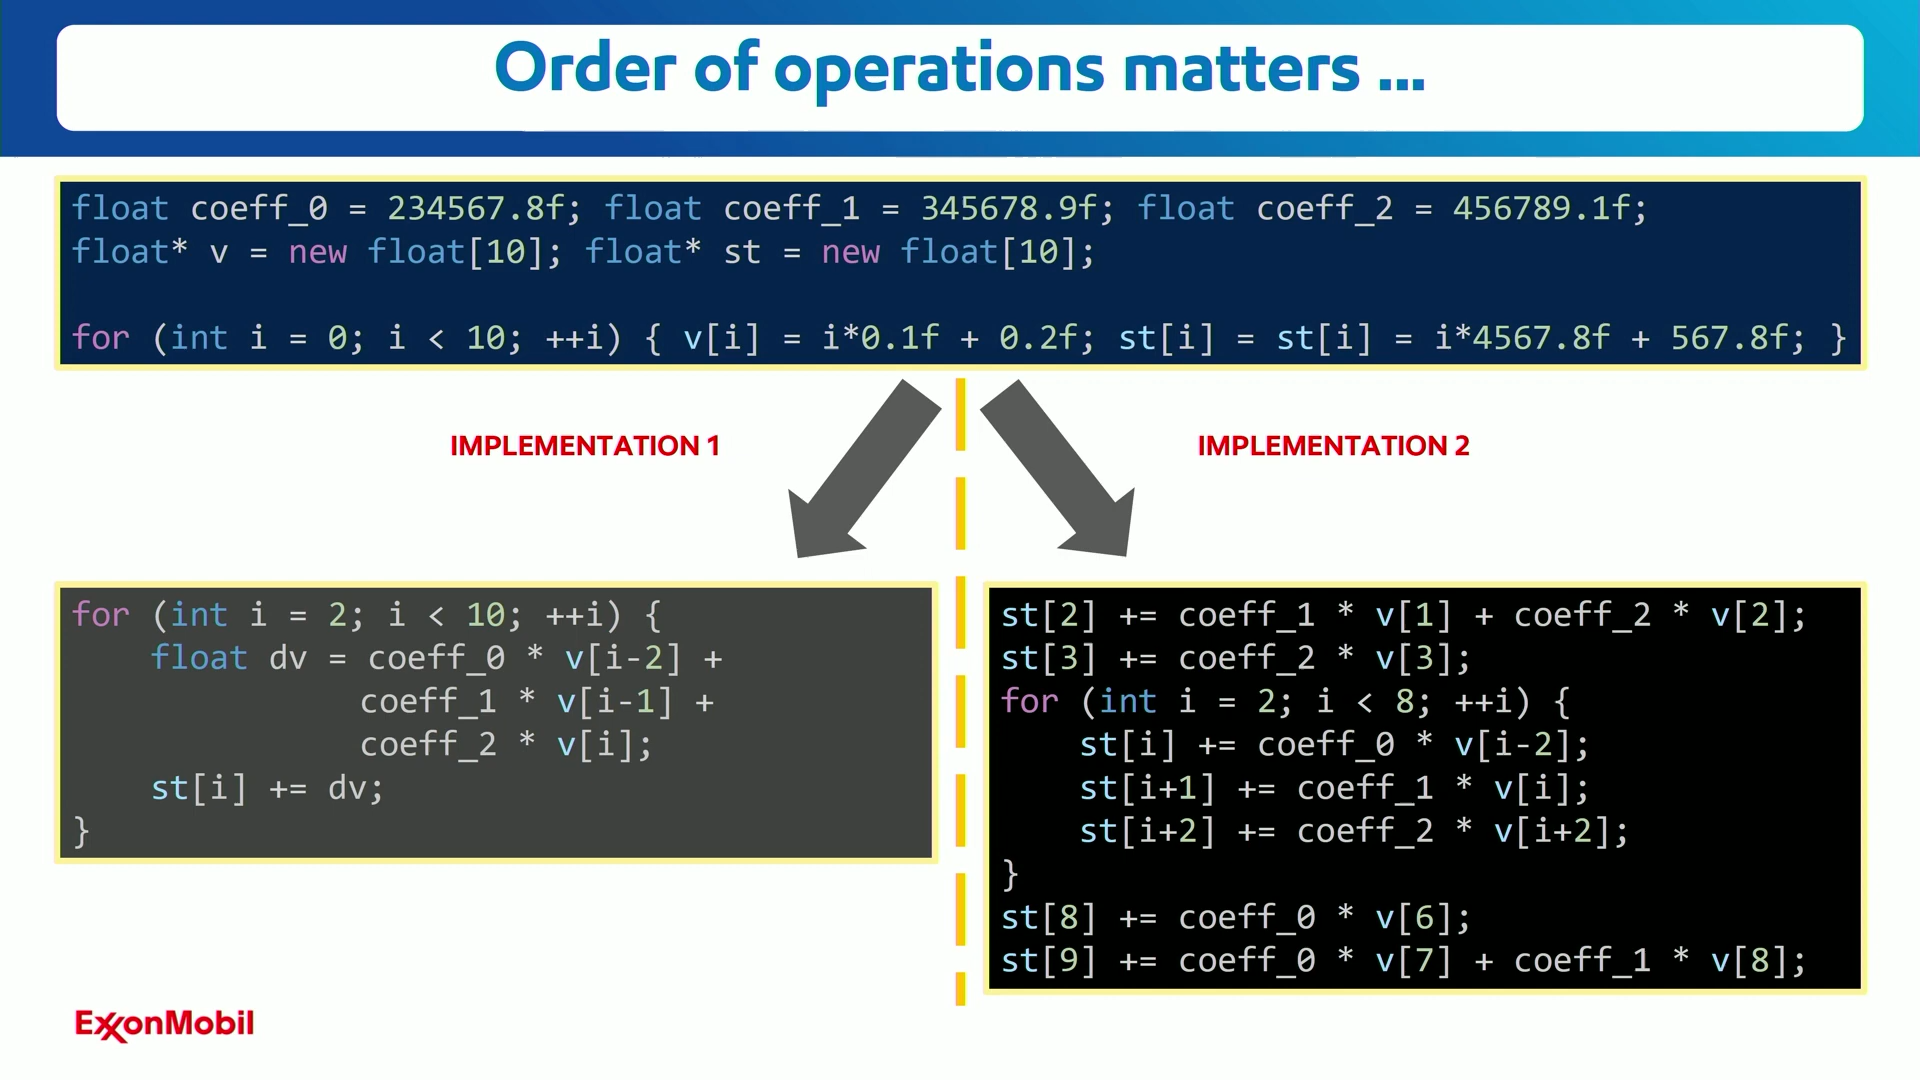 Order of operations matters ...
float coeff_0 = 234567.8f; float coeff_1 = 345678.9f; float coeff_2 = 456789.1f;
float* v = new float[10]; float* st = new float[10];
for (int i = 0; i < 10; ++i) { v[i] = i*0.1f + 0.2f; st[i] = st[i] = i*4567.8f + 567.8f; }
IMPLEMENTATION 1
for (int i = 2; i < 10; ++i) {
    float dv = coeff_0 * v[i-2] +
               coeff_1 * v[i-1] +
               coeff_2 * v[i];
    st[i] += dv;
}
IMPLEMENTATION 2
st[2] += coeff_1 * v[1] + coeff_2 * v[2];
st[3] += coeff_2 * v[3];
for (int i = 2; i < 8; ++i) {
    st[i] += coeff_0 * v[i-2];
    st[i+1] += coeff_1 * v[i];
    st[i+2] += coeff_2 * v[i+2];
}
st[8] += coeff_0 * v[6];
st[9] += coeff_0 * v[7] + coeff_1 * v[8];
ExxonMobil